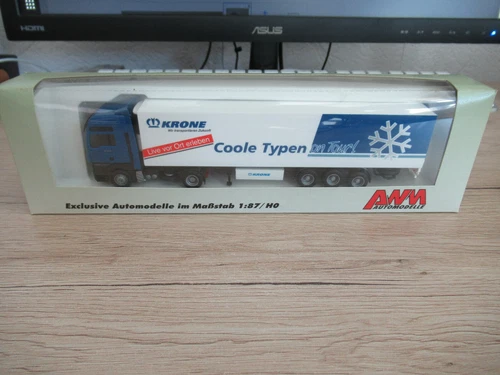 HDMI
ASUS
KRONE
Live vor Ort erleben
Coole Typen on Tour!
KRONE
Exclusive Automodelle im Maßstab 1:87/HO
AWM
AUTOMODELLE